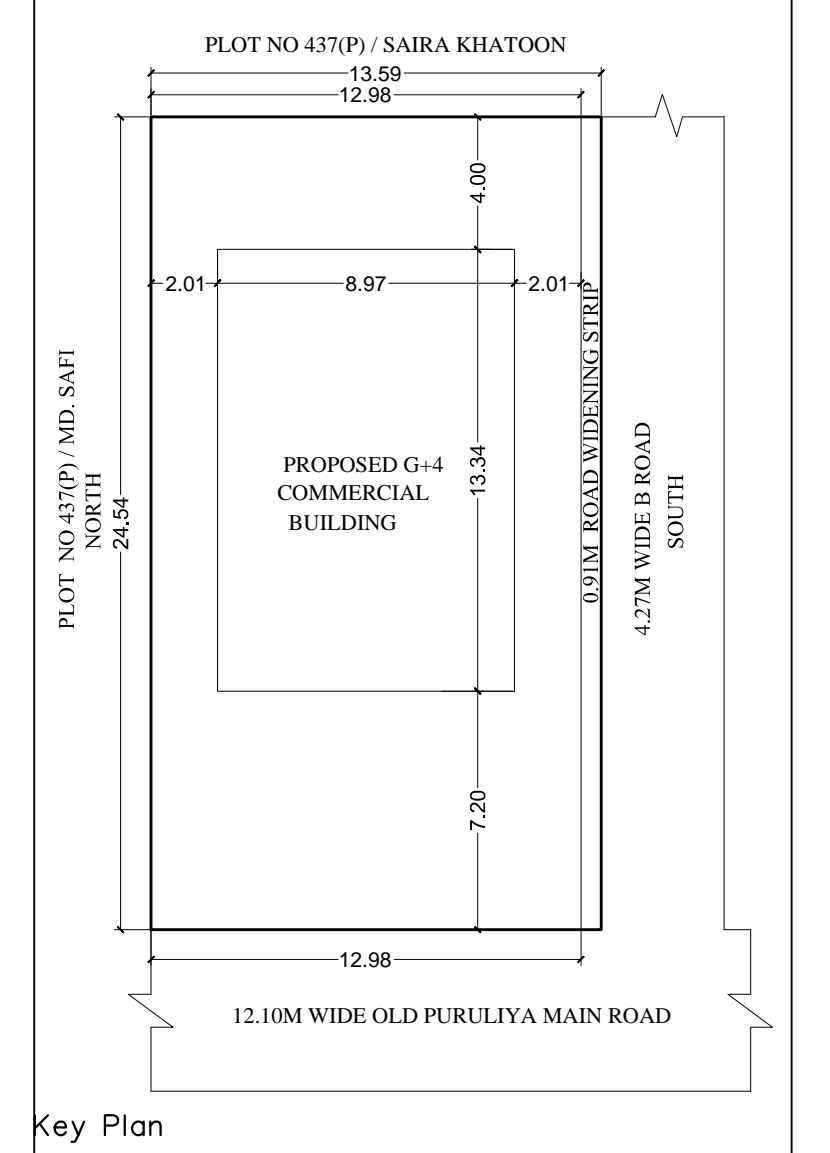 PLOT NO 437(P) / SAIRA KHATOON
13.59
12.98
4.00
2.01
8.97
2.01
PLOT NO 437(P) / MD. SAFI
NORTH
24.54
PROPOSED G+4
COMMERCIAL
BUILDING
13.34
0.91M ROAD WIDENING STRIP
4.27M WIDE B ROAD
SOUTH
7.20
12.98
12.10M WIDE OLD PURULIYA MAIN ROAD
Key Plan